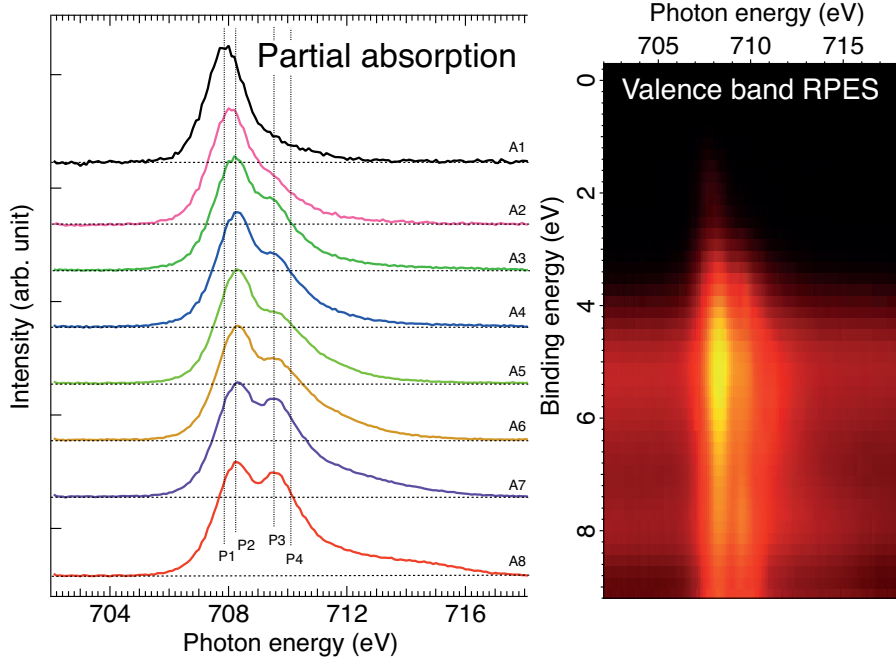 Partial absorption
A1
A2
A3
A4
A5
A6
A7
A8
P1
P2
P3
P4
Intensity (arb. unit)
704
708
712
716
Photon energy (eV)
Photon energy (eV)
705
710
715
Valence band RPES
0
2
4
6
8
Binding energy (eV)